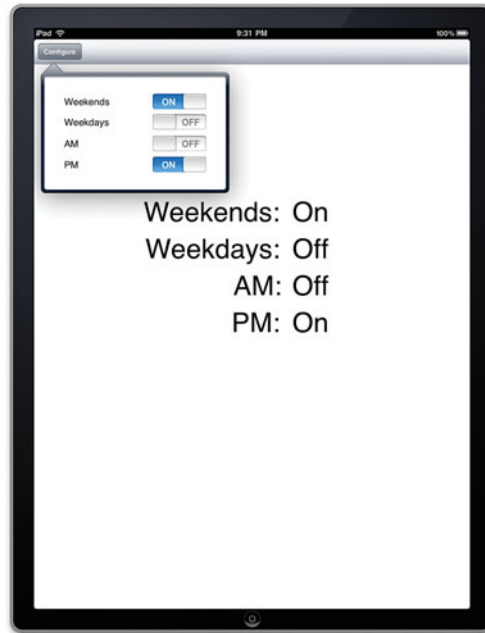 iPad 9:31 PM 100%
Configure
Weekends ON
Weekdays OFF
AM OFF
PM ON
Weekends: On
Weekdays: Off
AM: Off
PM: On